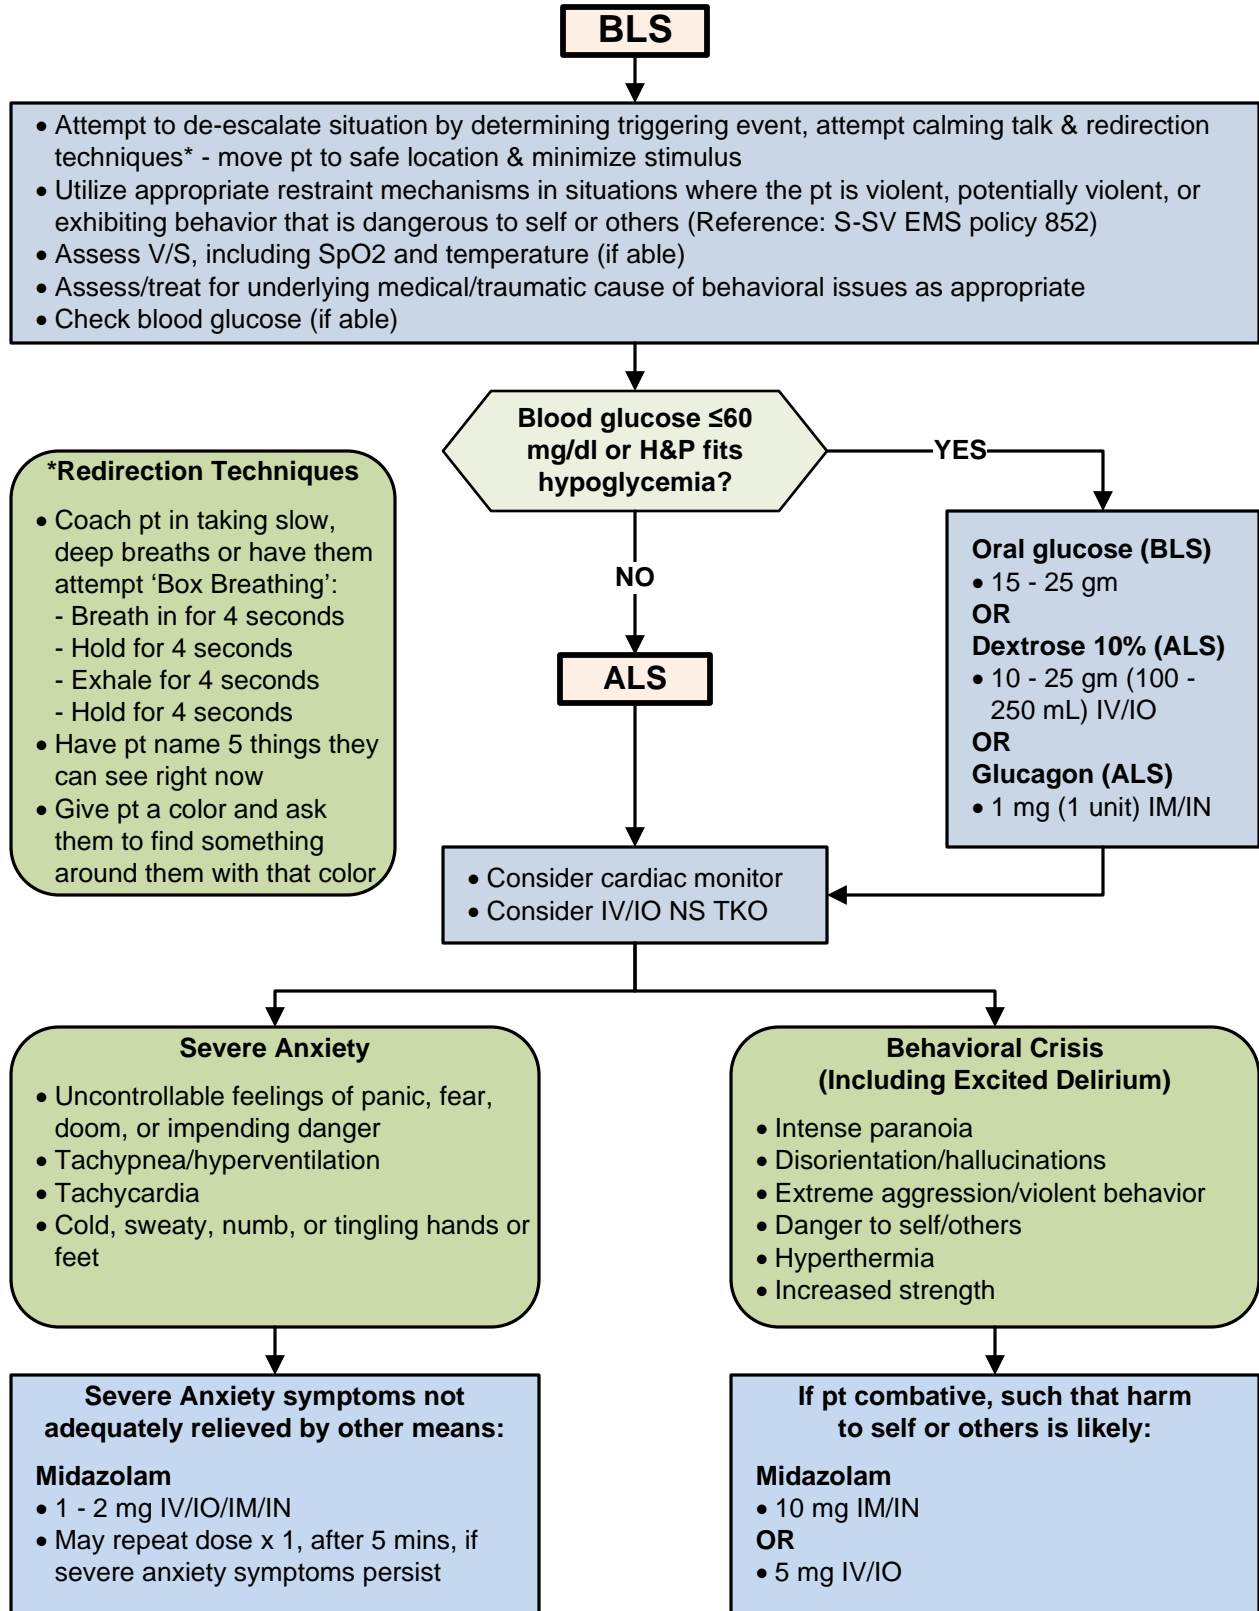 BLS
• Attempt to de-escalate situation by determining triggering event, attempt calming talk & redirection
techniques* - move pt to safe location & minimize stimulus
• Utilize appropriate restraint mechanisms in situations where the pt is violent, potentially violent, or
exhibiting behavior that is dangerous to self or others (Reference: S-SV EMS policy 852)
• Assess V/S, including SpO2 and temperature (if able)
• Assess/treat for underlying medical/traumatic cause of behavioral issues as appropriate
• Check blood glucose (if able)
Blood glucose ≤60
mg/dl or H&P fits
hypoglycemia?
YES
NO
*Redirection Techniques
• Coach pt in taking slow,
deep breaths or have them
attempt ‘Box Breathing’:
- Breath in for 4 seconds
- Hold for 4 seconds
- Exhale for 4 seconds
- Hold for 4 seconds
• Have pt name 5 things they
can see right now
• Give pt a color and ask
them to find something
around them with that color
Oral glucose (BLS)
• 15 - 25 gm
OR
Dextrose 10% (ALS)
• 10 - 25 gm (100 -
250 mL) IV/IO
OR
Glucagon (ALS)
• 1 mg (1 unit) IM/IN
ALS
• Consider cardiac monitor
• Consider IV/IO NS TKO
Severe Anxiety
• Uncontrollable feelings of panic, fear,
doom, or impending danger
• Tachypnea/hyperventilation
• Tachycardia
• Cold, sweaty, numb, or tingling hands or
feet
Behavioral Crisis
(Including Excited Delirium)
• Intense paranoia
• Disorientation/hallucinations
• Extreme aggression/violent behavior
• Danger to self/others
• Hyperthermia
• Increased strength
Severe Anxiety symptoms not
adequately relieved by other means:
Midazolam
• 1 - 2 mg IV/IO/IM/IN
• May repeat dose x 1, after 5 mins, if
severe anxiety symptoms persist
If pt combative, such that harm
to self or others is likely:
Midazolam
• 10 mg IM/IN
OR
• 5 mg IV/IO